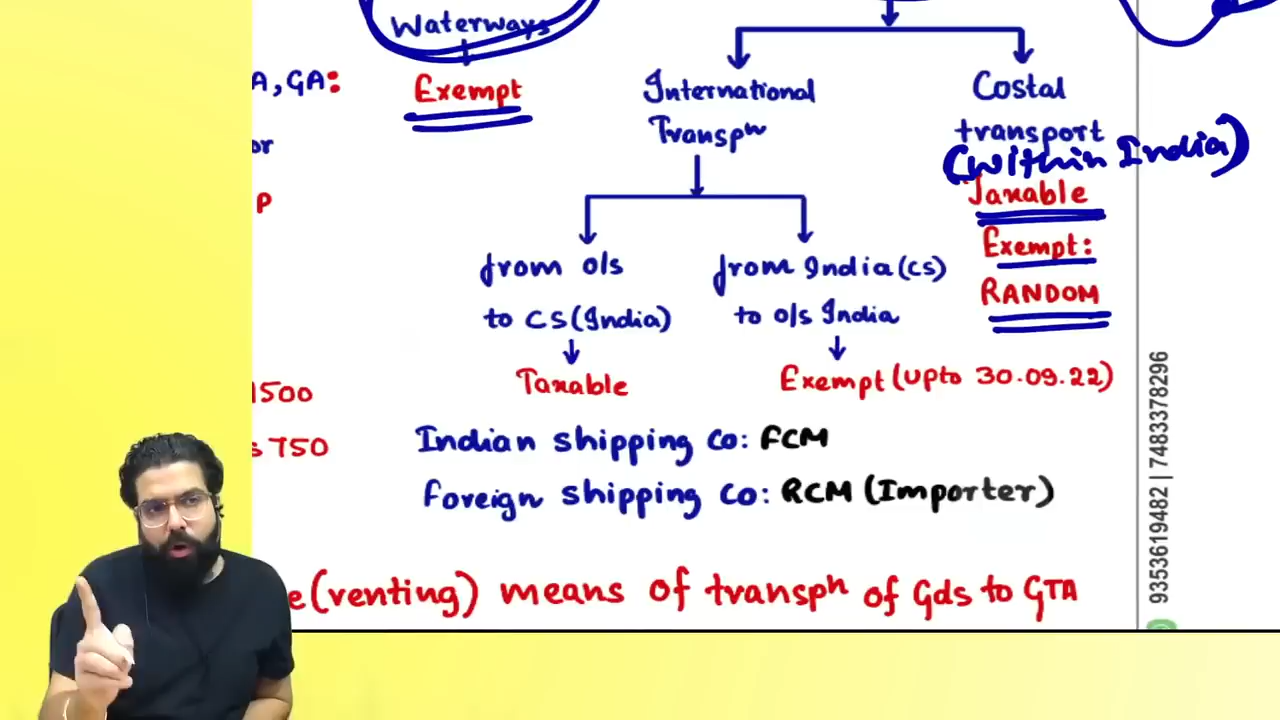 Waterways
A, GA:
Exempt
International
Costal
Transpⁿ
transport
or
(Within India)
Taxable
P
Exempt:
from o/s
from India (CS)
RANDOM
to CS (India)
to o/s India
Taxable
Exempt (upto 30.09.22)
1500
Indian shipping co: FCM
s 750
Foreign shipping co: RCM (Importer)
e (renting) means of transpⁿ of Gds to GTA
9353619482 | 7483378296